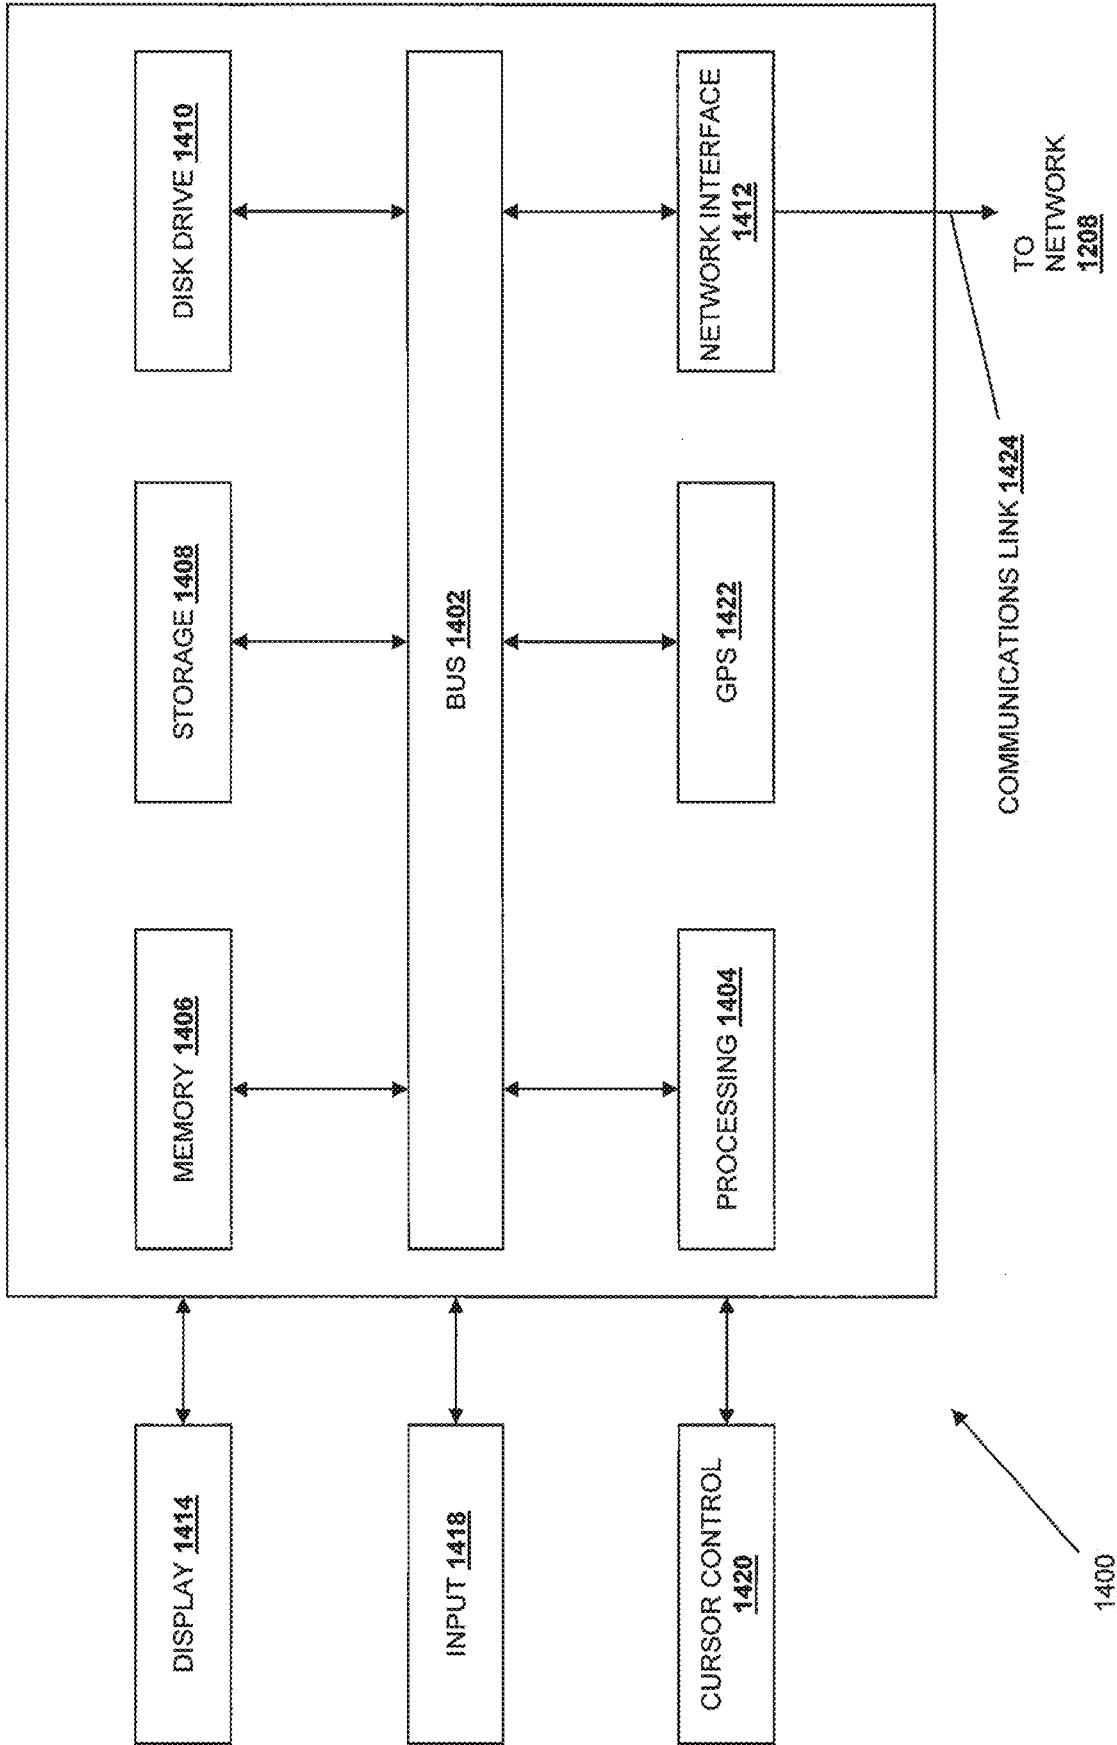 DISPLAY 1414
MEMORY 1406
STORAGE 1408
DISK DRIVE 1410
INPUT 1418
BUS 1402
CURSOR CONTROL
1420
PROCESSING 1404
GPS 1422
NETWORK INTERFACE
1412
COMMUNICATIONS LINK 1424
TO
NETWORK
1208
1400